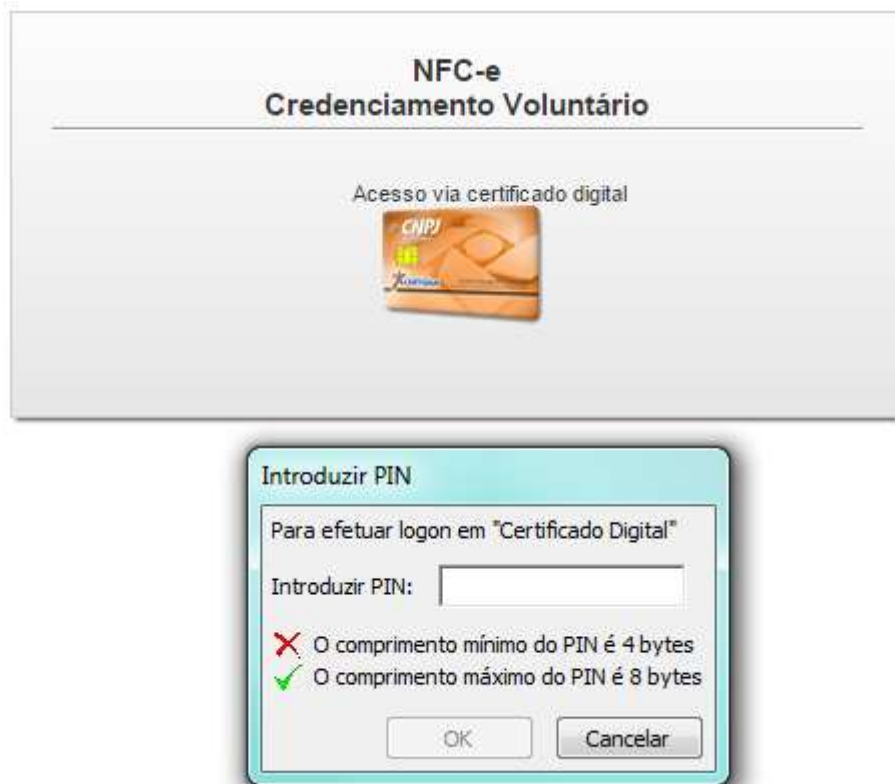 NFC-e
Credenciamento Voluntário
Acesso via certificado digital
CNPJ
Introduzir PIN
Para efetuar logon em "Certificado Digital"
Introduzir PIN:
O comprimento mínimo do PIN é 4 bytes
O comprimento máximo do PIN é 8 bytes
OK
Cancelar